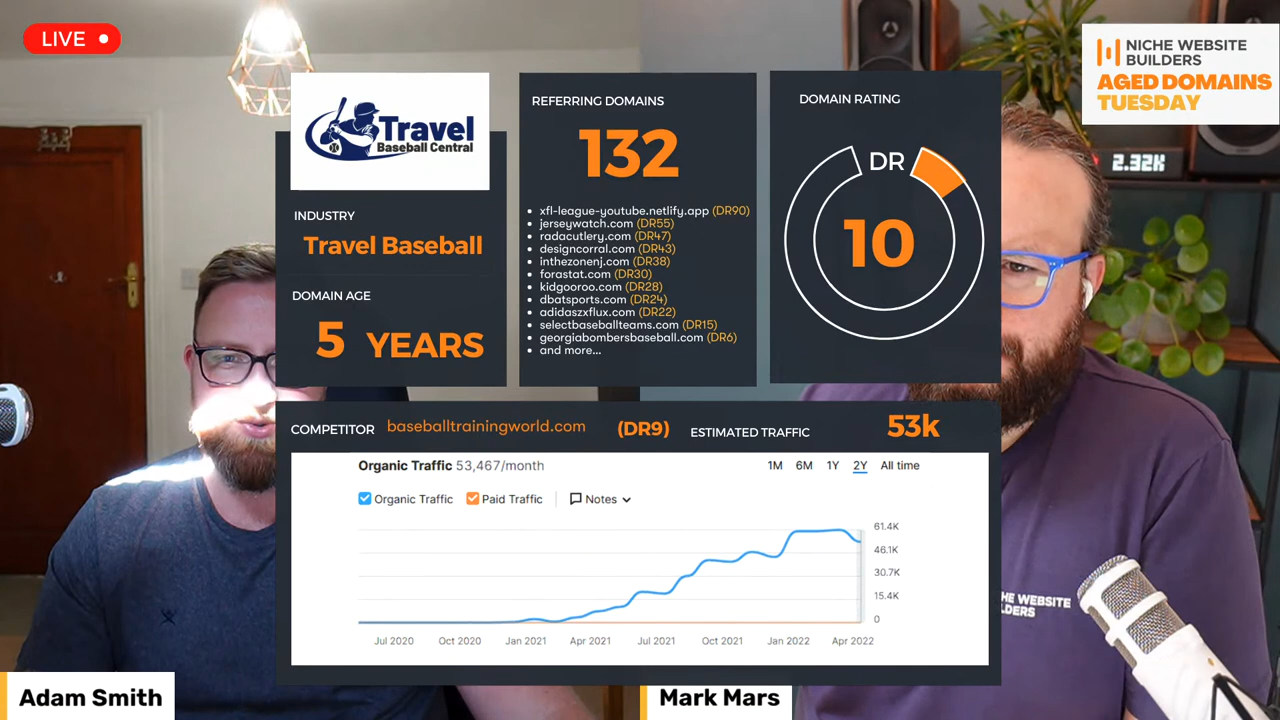 LIVE
NICHE WEBSITE
BUILDERS
AGED DOMAINS
TUESDAY
Travel
Baseball Central
INDUSTRY
Travel Baseball
DOMAIN AGE
5 YEARS
REFERRING DOMAINS
132
xfl-league-youtube.netlify.app (DR90)
jerseywatch.com (DR55)
radacutlery.com (DR47)
designcorral.com (DR43)
inthezonenj.com (DR38)
forastat.com (DR30)
kidgooroo.com (DR28)
dbatsports.com (DR24)
adidaszxflux.com (DR22)
selectbaseballteams.com (DR15)
georgiabombersbaseball.com (DR6)
and more...
DOMAIN RATING
DR
10
2.32K
COMPETITOR baseballtrainingworld.com (DR9) ESTIMATED TRAFFIC 53k
Organic Traffic 53,467/month
1M 6M 1Y 2Y All time
Organic Traffic Paid Traffic Notes
61.4K
46.1K
30.7K
15.4K
0
Jul 2020 Oct 2020 Jan 2021 Apr 2021 Jul 2021 Oct 2021 Jan 2022 Apr 2022
HE WEBSITE
LDERS
Adam Smith
Mark Mars